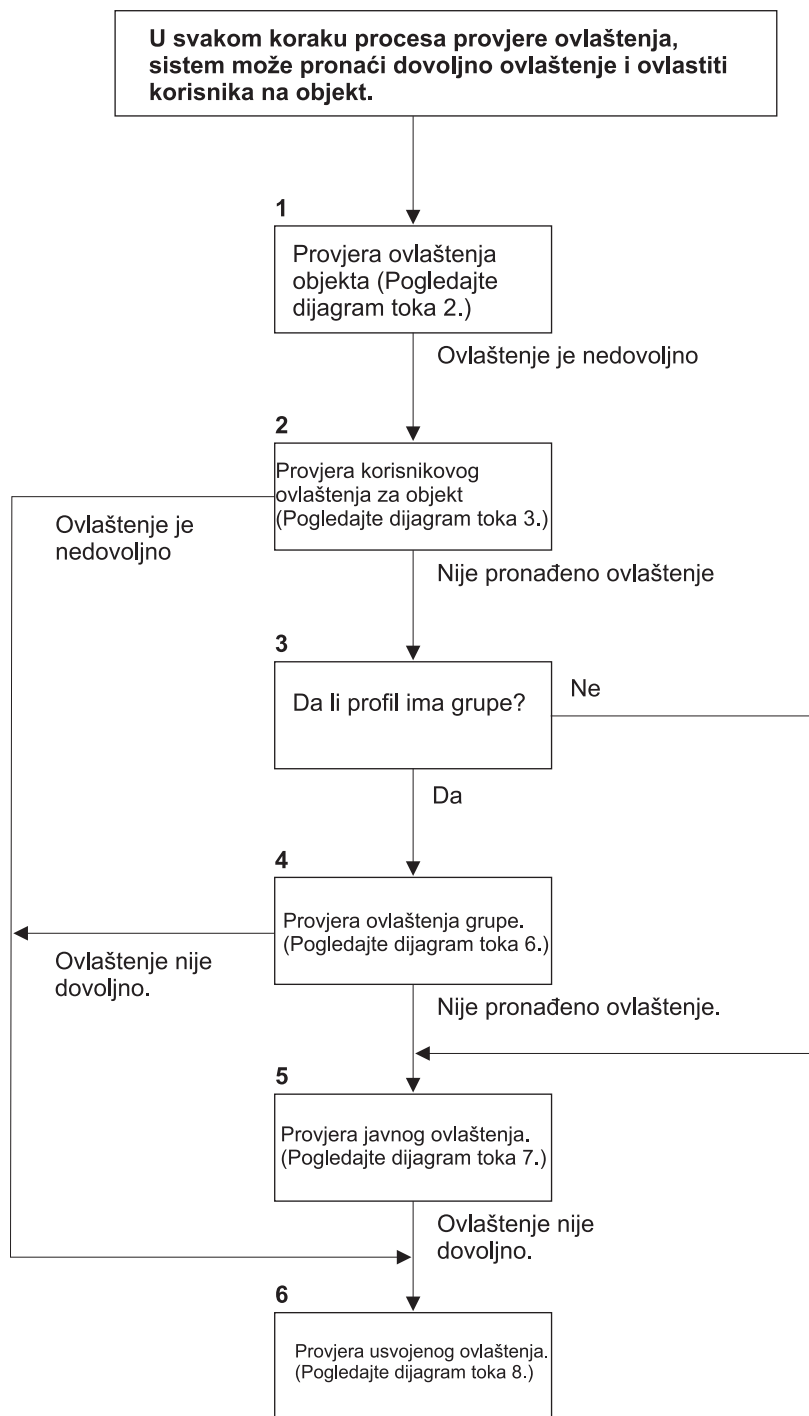 U svakom koraku procesa provjere ovlaštenja,
sistem može pronaći dovoljno ovlaštenje i ovlastiti
korisnika na objekt.
1
Provjera ovlaštenja
objekta (Pogledajte
dijagram toka 2.)
Ovlaštenje je nedovoljno
2
Provjera korisnikovog
ovlaštenja za objekt
(Pogledajte dijagram toka 3.)
Ovlaštenje je
nedovoljno
Nije pronađeno ovlaštenje
3
Da li profil ima grupe?
Ne
Da
4
Provjera ovlaštenja grupe.
(Pogledajte dijagram toka 6.)
Ovlaštenje nije
dovoljno.
Nije pronađeno ovlaštenje.
5
Provjera javnog ovlaštenja.
(Pogledajte dijagram toka 7.)
Ovlaštenje nije
dovoljno.
6
Provjera usvojenog ovlaštenja.
(Pogledajte dijagram toka 8.)